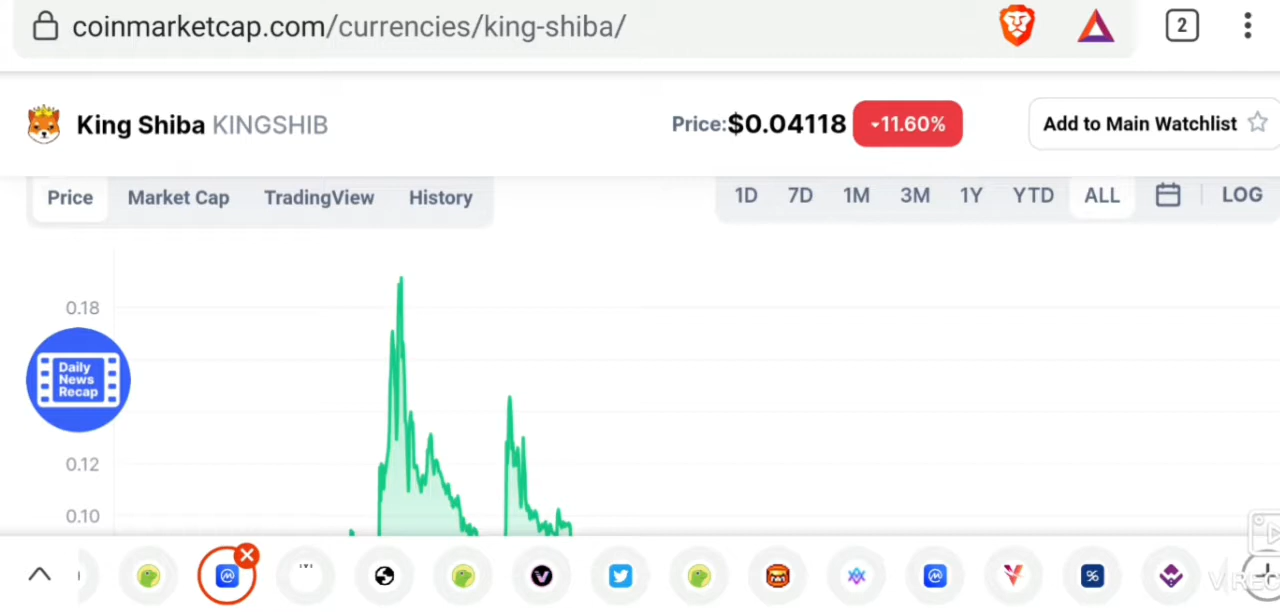 coinmarketcap.com/currencies/king-shiba/
2
King Shiba KINGSHIB
Price:$0.04118 -11.60%
Add to Main Watchlist
Price Market Cap TradingView History
1D 7D 1M 3M 1Y YTD ALL LOG
0.18
Daily
News
Recap
0.12
0.10